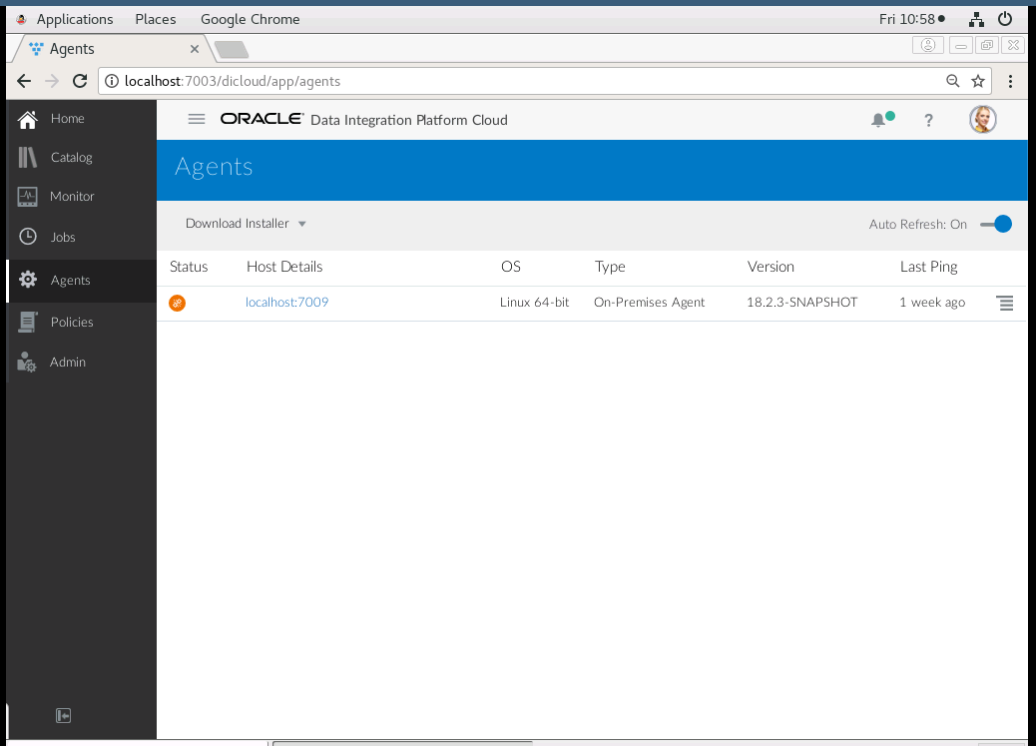 Applications Places Google Chrome Fri 10:58
Agents
localhost:7003/dicloud/app/agents
Home
ORACLE Data Integration Platform Cloud ?
Catalog
Agents
Monitor
Download Installer
Auto Refresh: On
Jobs
Status Host Details OS Type Version Last Ping
Agents
localhost:7009 Linux 64-bit On-Premises Agent 18.2.3-SNAPSHOT 1 week ago
Policies
Admin